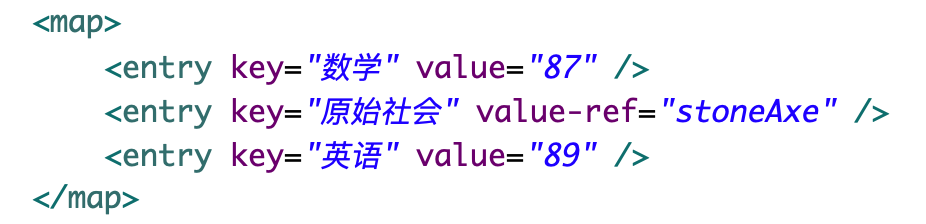 <map>
    <entry key="数学" value="87" />
    <entry key="原始社会" value-ref="stoneAxe" />
    <entry key="英语" value="89" />
</map>